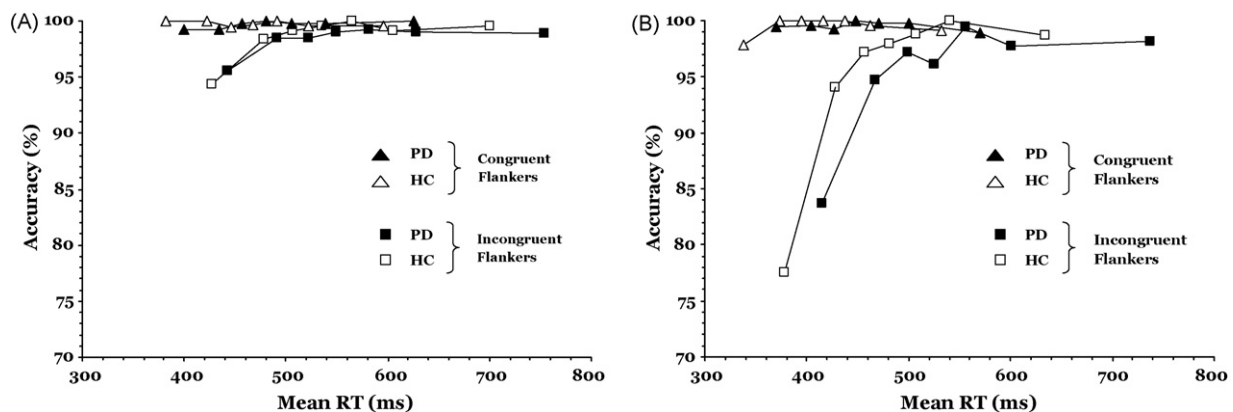 (A)
Accuracy (%)
100
95
90
85
80
75
70
300 400 500 600 700 800
Mean RT (ms)
PD
HC
Congruent
Flankers
PD
HC
Incongruent
Flankers
(B)
Accuracy (%)
100
95
90
85
80
75
70
300 400 500 600 700 800
Mean RT (ms)
PD
HC
Congruent
Flankers
PD
HC
Incongruent
Flankers